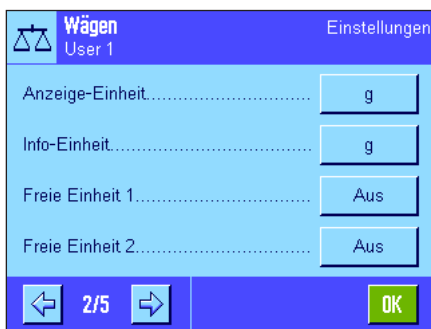 Wägen
Einstellungen
User 1
Anzeige-Einheit.............................. g
Info-Einheit..................................... g
Freie Einheit 1................................ Aus
Freie Einheit 2................................ Aus
2/5
OK